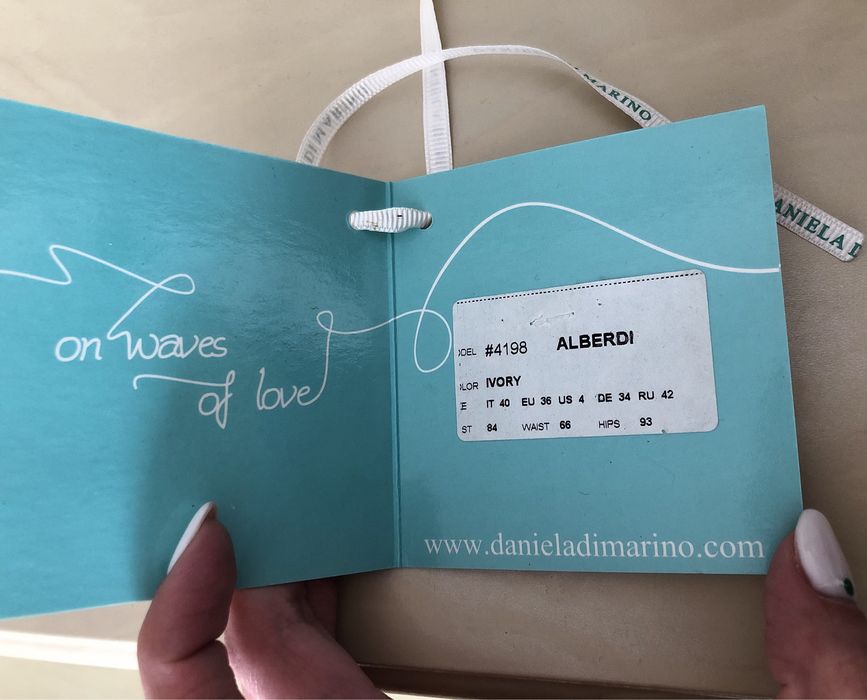 MARINO
DANIELA D
on waves
of love
ODEL #4198 ALBERDI
OLOR IVORY
E IT 40 EU 36 US 4 DE 34 RU 42
ST 84 WAIST 66 HIPS 93
www.danieladimarino.com